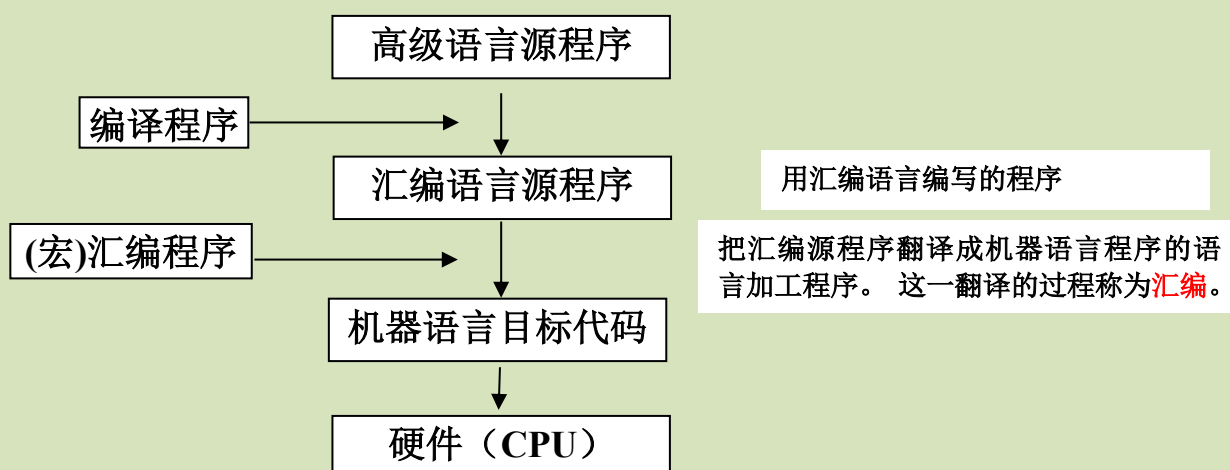 高级语言源程序
编译程序
汇编语言源程序
用汇编语言编写的程序
(宏)汇编程序
把汇编源程序翻译成机器语言程序的语
言加工程序。 这一翻译的过程称为汇编。
机器语言目标代码
硬件（CPU）